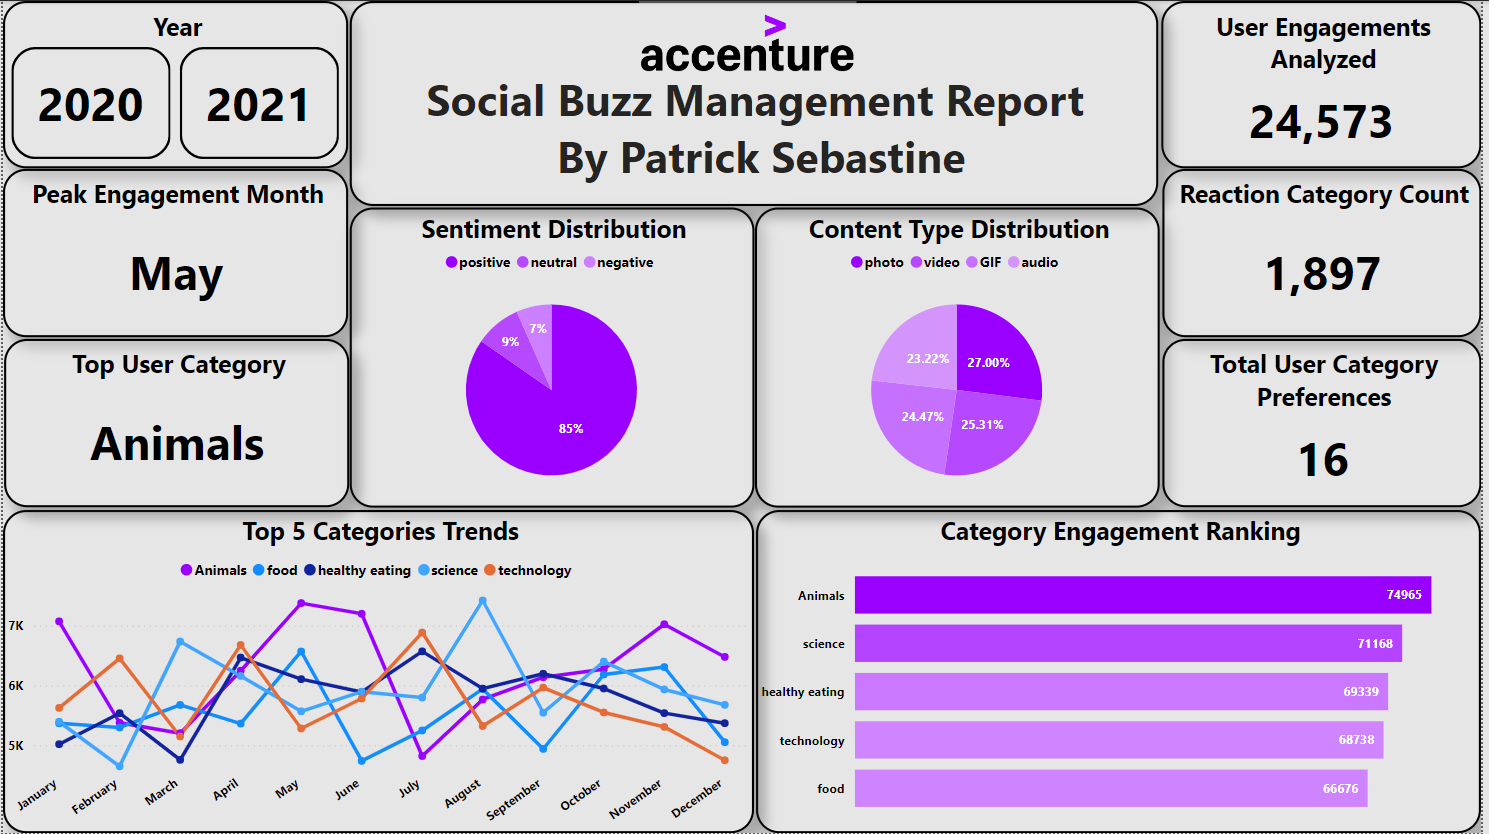 Year
2020
2021
accenture
Social Buzz Management Report
By Patrick Sebastine
User Engagements
Analyzed
24,573
Peak Engagement Month
May
Reaction Category Count
1,897
Top User Category
Animals
Sentiment Distribution
positive neutral negative
7%
9%
85%
Content Type Distribution
photo video GIF audio
23.22%
27.00%
24.47%
25.31%
Total User Category
Preferences
16
Top 5 Categories Trends
Animals food healthy eating science technology
7K
6K
5K
January February March April May June July August September October November December
Category Engagement Ranking
Animals 74965
science 71168
healthy eating 69339
technology 68738
food 66676